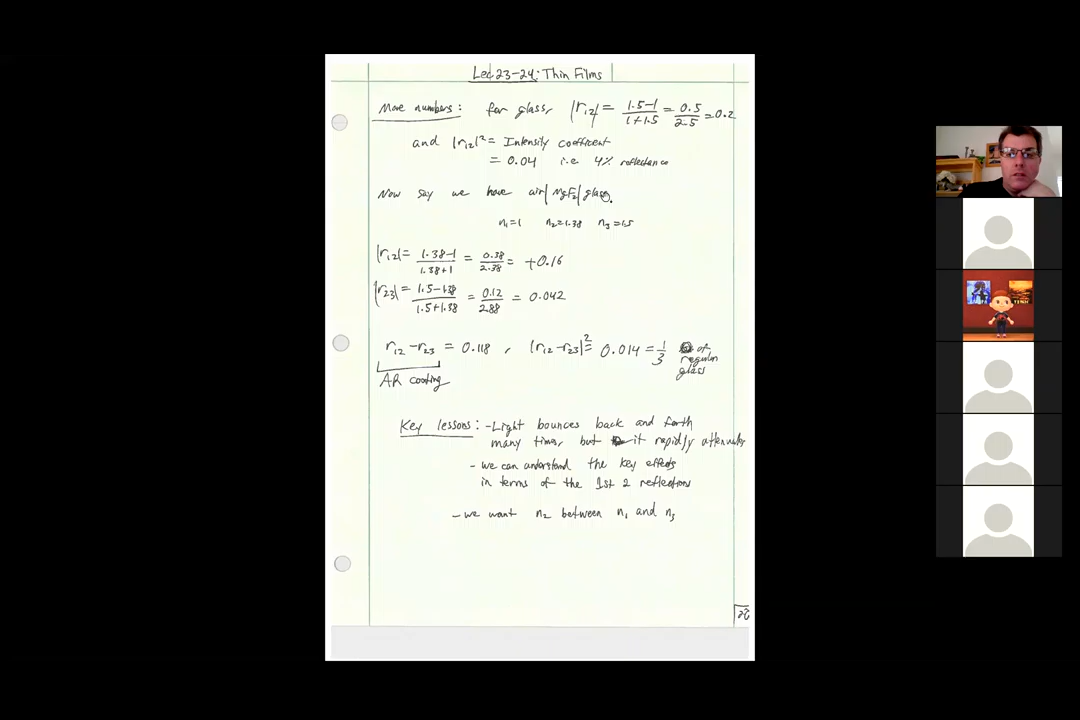 Lec 23-24: Thin Films
More numbers: for glass, |r₁₂| = (1.5-1)/(1+1.5) = 0.5/2.5 = 0.2
and |r₁₂|² = Intensity coefficient
= 0.04 i.e 4% reflectance
Now say we have air/MgF₂/glass.
n₁=1 n₂=1.38 n₃=1.5
|r₁₂| = (1.38-1)/(1.38+1) = 0.38/2.38 = +0.16
|r₂₃| = (1.5-1.38)/(1.5+1.38) = 0.12/2.88 = 0.042
r₁₂-r₂₃ = 0.118, |r₁₂-r₂₃|² = 0.014 = 1/3 of
regular
glass
AR coating
Key lessons: -Light bounces back and forth
many times, but it rapidly attenuates
- we can understand the key effects
in terms of the 1st 2 reflections
- we want n₂ between n₁ and n₃